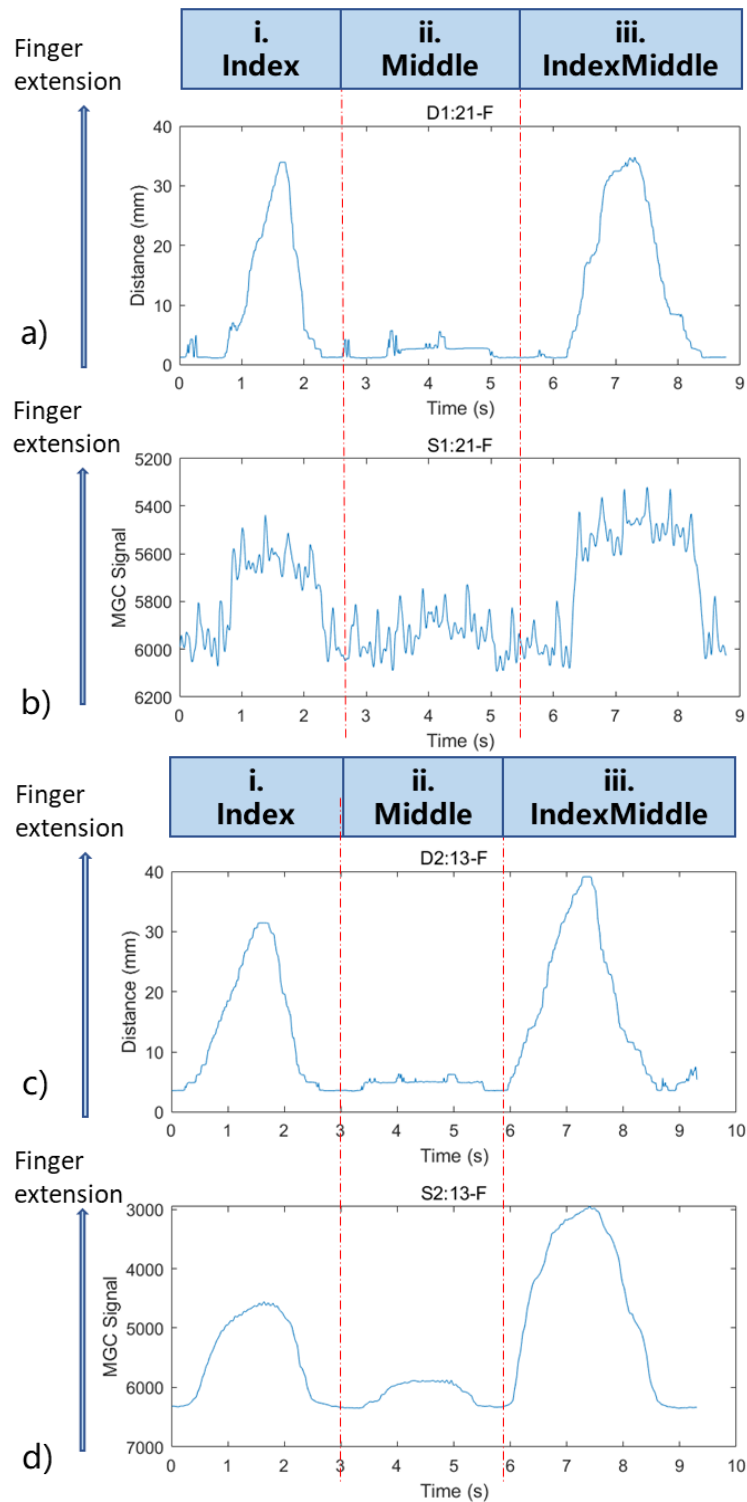 i.
Index
ii.
Middle
iii.
IndexMiddle
Finger
extension
D1:21-F
40
30
20
10
0
Distance (mm)
0 1 2 3 4 5 6 7 8 9
Time (s)
a)
Finger
extension
S1:21-F
5200
5400
5600
5800
6000
6200
MGC Signal
0 1 2 3 4 5 6 7 8 9
Time (s)
b)
i.
Index
ii.
Middle
iii.
IndexMiddle
Finger
extension
D2:13-F
40
30
20
10
0
Distance (mm)
0 1 2 3 4 5 6 7 8 9 10
Time (s)
c)
Finger
extension
S2:13-F
3000
4000
5000
6000
7000
MGC Signal
0 1 2 3 4 5 6 7 8 9 10
Time (s)
d)